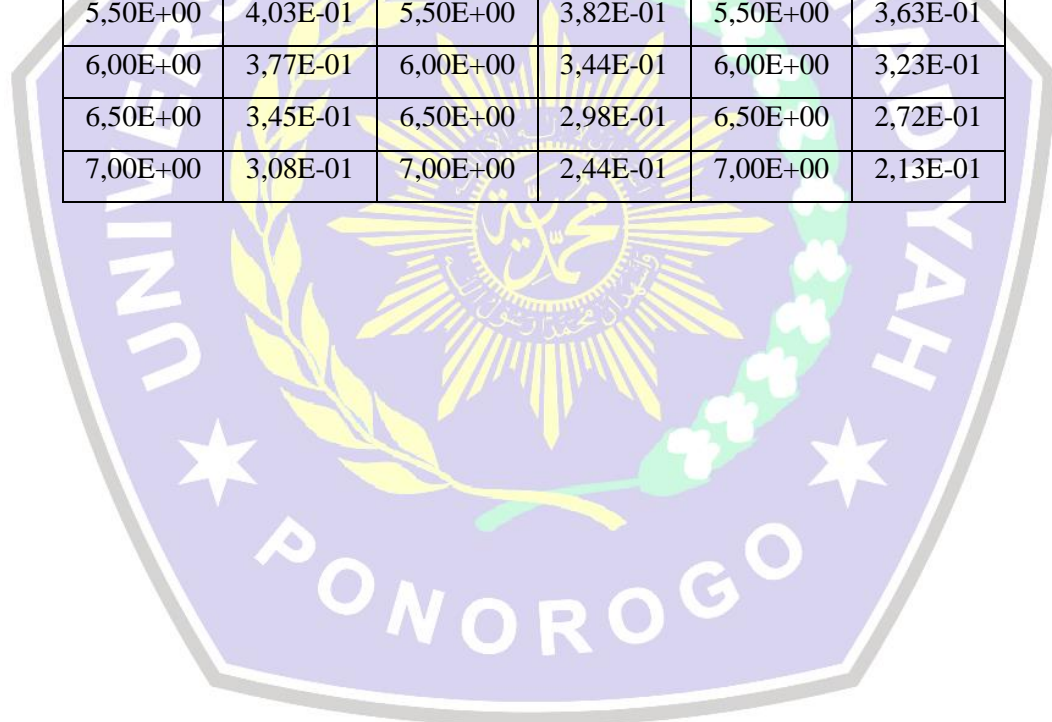 5,50E+00 4,03E-01 5,50E+00 3,82E-01 5,50E+00 3,63E-01
6,00E+00 3,77E-01 6,00E+00 3,44E-01 6,00E+00 3,23E-01
6,50E+00 3,45E-01 6,50E+00 2,98E-01 6,50E+00 2,72E-01
7,00E+00 3,08E-01 7,00E+00 2,44E-01 7,00E+00 2,13E-01
محمدية
PONOROGO